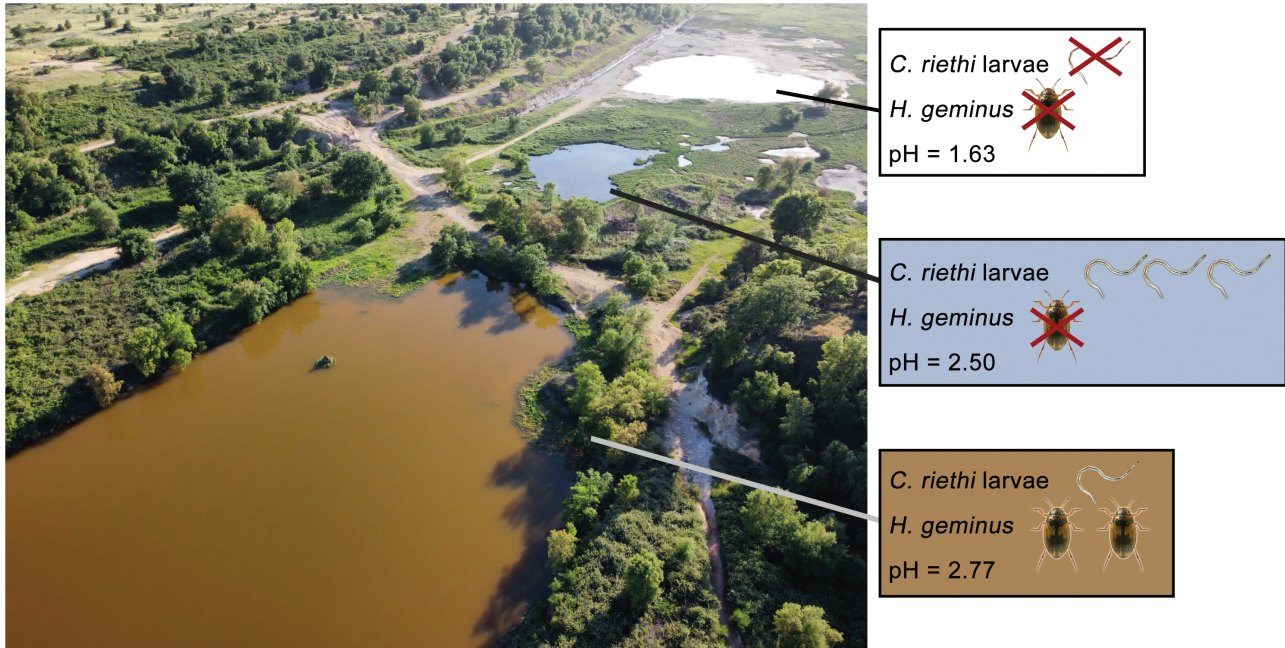 C. riethi larvae
H. geminus
pH = 1.63
C. riethi larvae
H. geminus
pH = 2.50
C. riethi larvae
H. geminus
pH = 2.77